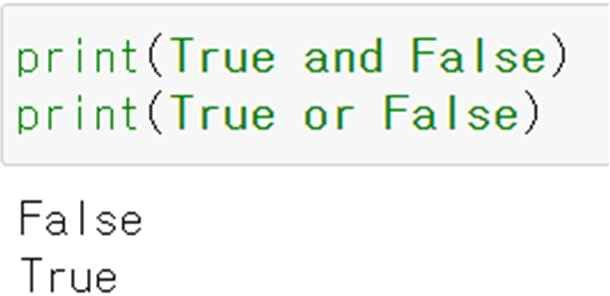 print(True and False)
print(True or False)
False
True